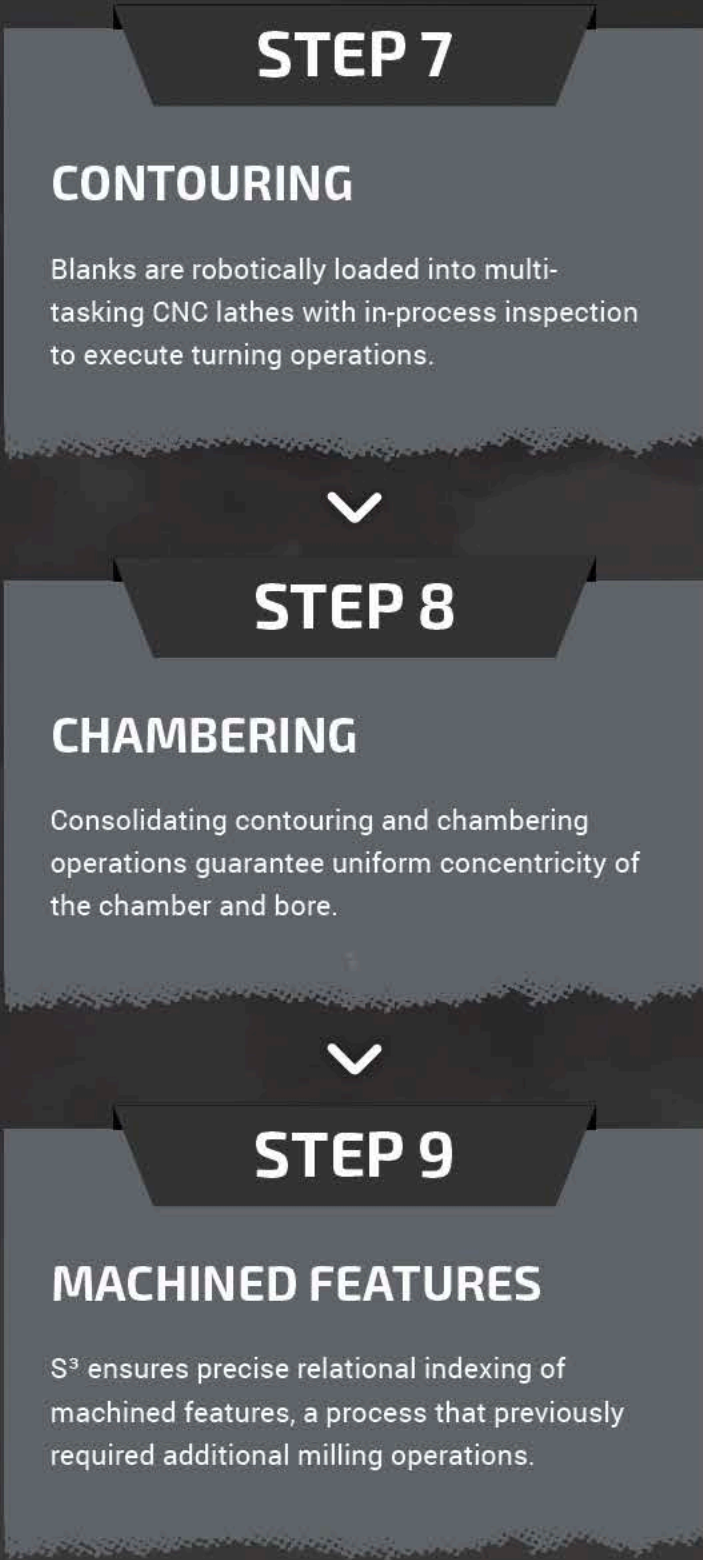 STEP 7
CONTOURING
Blanks are robotically loaded into multi-
tasking CNC lathes with in-process inspection
to execute turning operations.
STEP 8
CHAMBERING
Consolidating contouring and chambering
operations guarantee uniform concentricity of
the chamber and bore.
STEP 9
MACHINED FEATURES
S³ ensures precise relational indexing of
machined features, a process that previously
required additional milling operations.